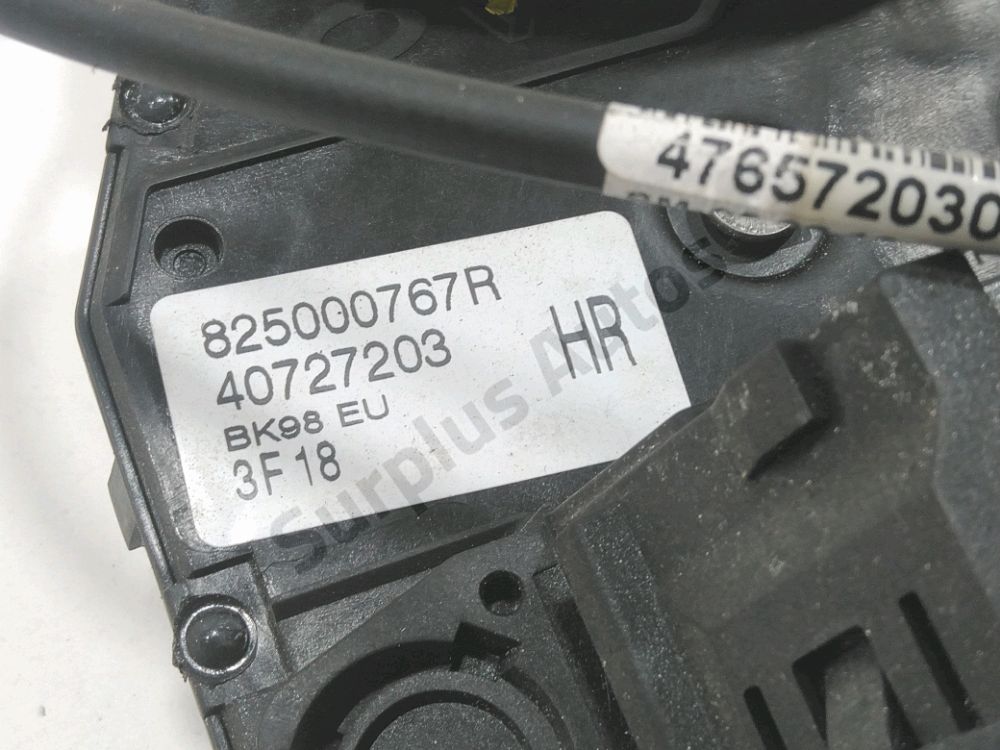 476572030
825000767R
40727203
HR
BK98 EU
3F18
Surplus Autos